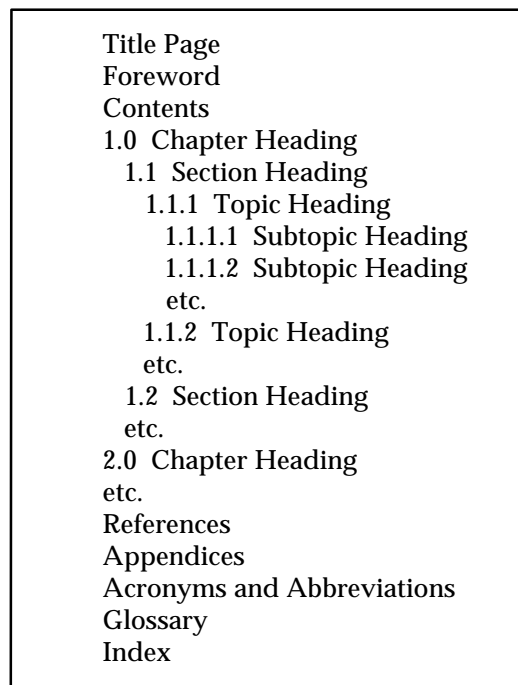 Title Page
Foreword
Contents
1.0 Chapter Heading
1.1 Section Heading
1.1.1 Topic Heading
1.1.1.1 Subtopic Heading
1.1.1.2 Subtopic Heading
etc.
1.1.2 Topic Heading
etc.
1.2 Section Heading
etc.
2.0 Chapter Heading
etc.
References
Appendices
Acronyms and Abbreviations
Glossary
Index